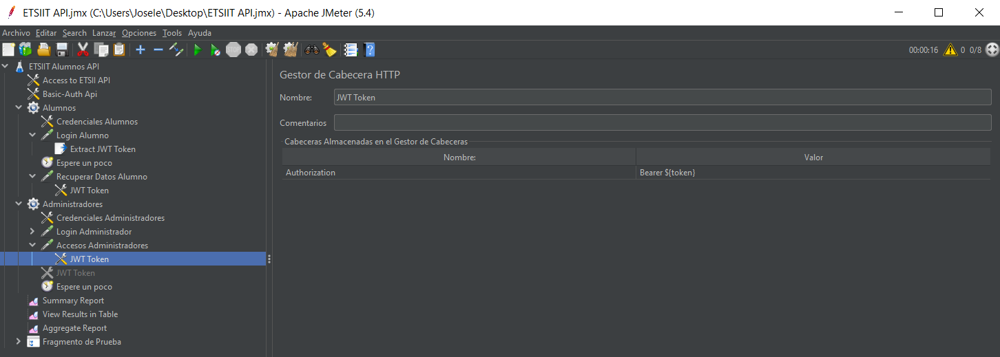 ETSIIT API.jmx (C:\Users\Josele\Desktop\ETSIIT API.jmx) - Apache JMeter (5.4)
Archivo Editar Search Lanzar Opciones Tools Ayuda
STOP 00:00:16 0 0/8
ETSIIT Alumnos API
Access to ETSII API
Basic-Auth Api
Alumnos
Credenciales Alumnos
Login Alumno
Extract JWT Token
Espere un poco
Recuperar Datos Alumno
JWT Token
Administradores
Credenciales Administradores
Login Administrador
Accesos Administradores
JWT Token
JWT Token
Espere un poco
Summary Report
View Results in Table
Aggregate Report
Fragmento de Prueba
Gestor de Cabecera HTTP
Nombre: JWT Token
Comentarios
Cabeceras Almacenadas en el Gestor de Cabeceras
Nombre: Valor
Authorization Bearer ${token}